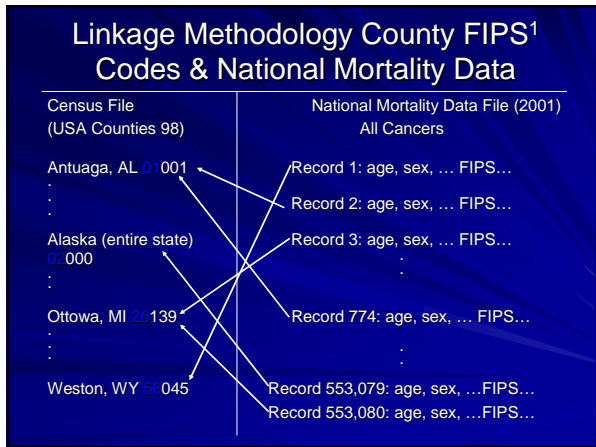 Linkage Methodology County FIPS1
Codes & National Mortality Data
Census File
(USA Counties 98)
Antuaga, AL 01001
.
.
.
Alaska (entire state)
02000
.
.
Ottowa, MI 26139
.
.
.
Weston, WY 56045
National Mortality Data File (2001)
All Cancers
Record 1: age, sex, … FIPS…
Record 2: age, sex, … FIPS…
Record 3: age, sex, … FIPS…
.
.
Record 774: age, sex, … FIPS…
.
.
Record 553,079: age, sex, …FIPS…
Record 553,080: age, sex, …FIPS…